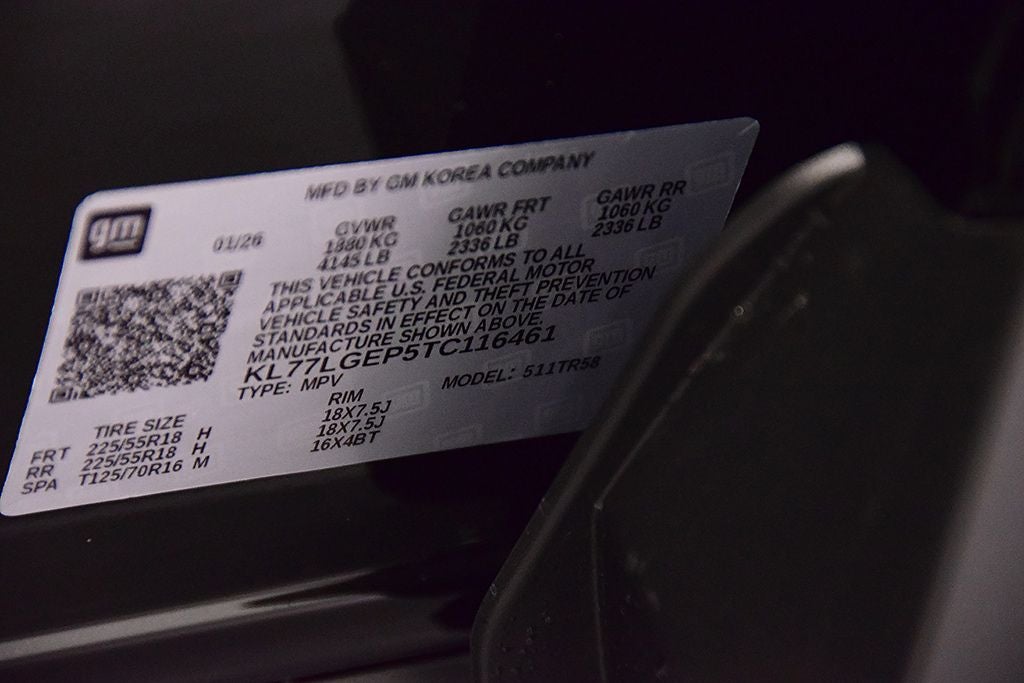 MFD BY GM KOREA COMPANY
gm
01/26
GVWR
1880 KG
4145 LB
GAWR FRT
1060 KG
2336 LB
GAWR RR
1060 KG
2336 LB
THIS VEHICLE CONFORMS TO ALL
APPLICABLE U.S. FEDERAL MOTOR
VEHICLE SAFETY AND THEFT PREVENTION
STANDARDS IN EFFECT ON THE DATE OF
MANUFACTURE SHOWN ABOVE.
KL77LGEP5TC116461
TYPE: MPV MODEL: 511TR58
TIRE SIZE RIM
FRT 225/55R18 H 18X7.5J
RR 225/55R18 H 18X7.5J
SPA T125/70R16 M 16X4BT